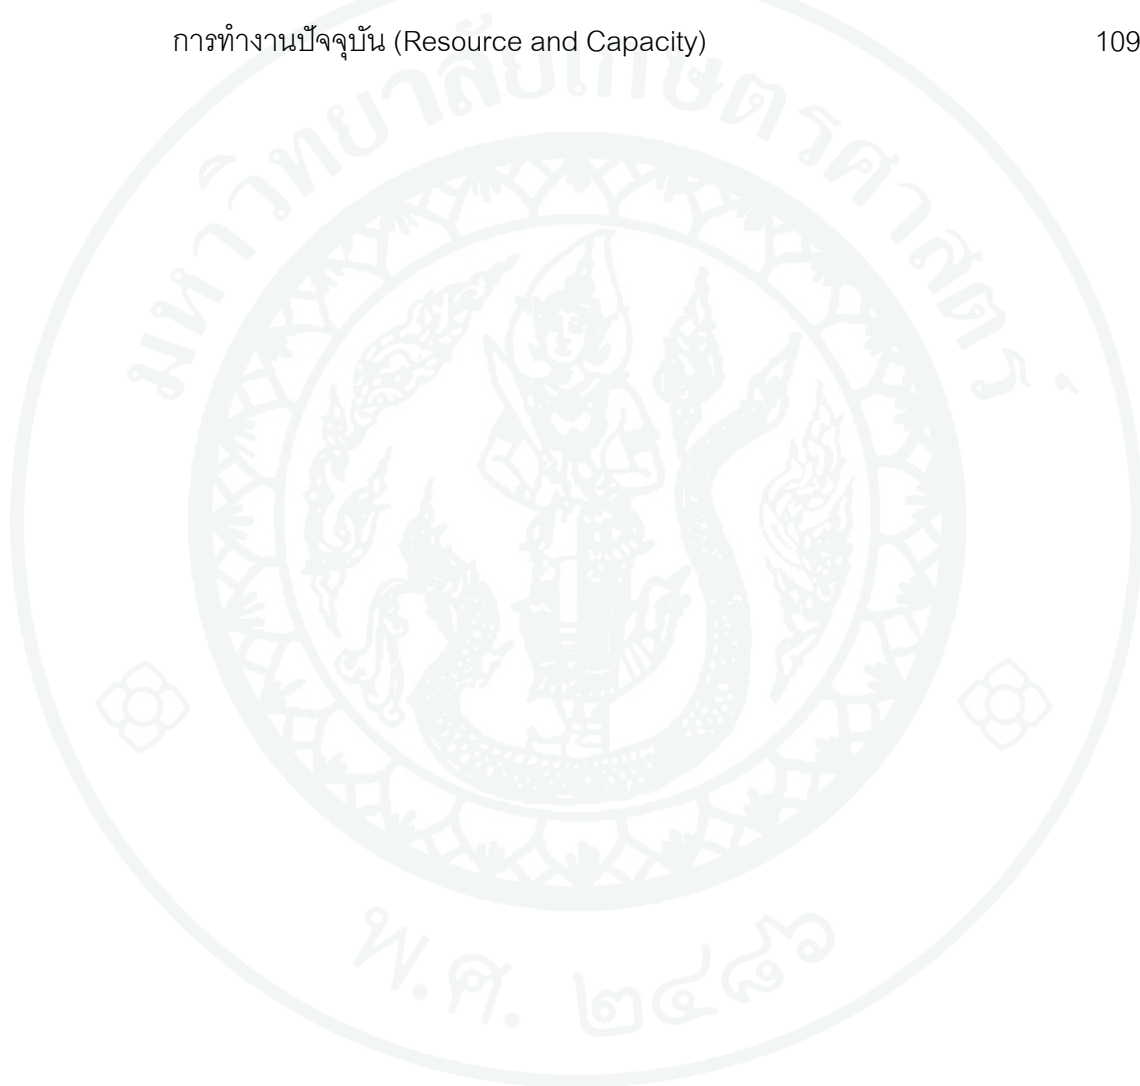 การทำงานปัจจุบัน (Resource and Capacity) 109
มหาวิทยาลัยเกษตรศาสตร์
พ.ศ. ๒๔๘๖